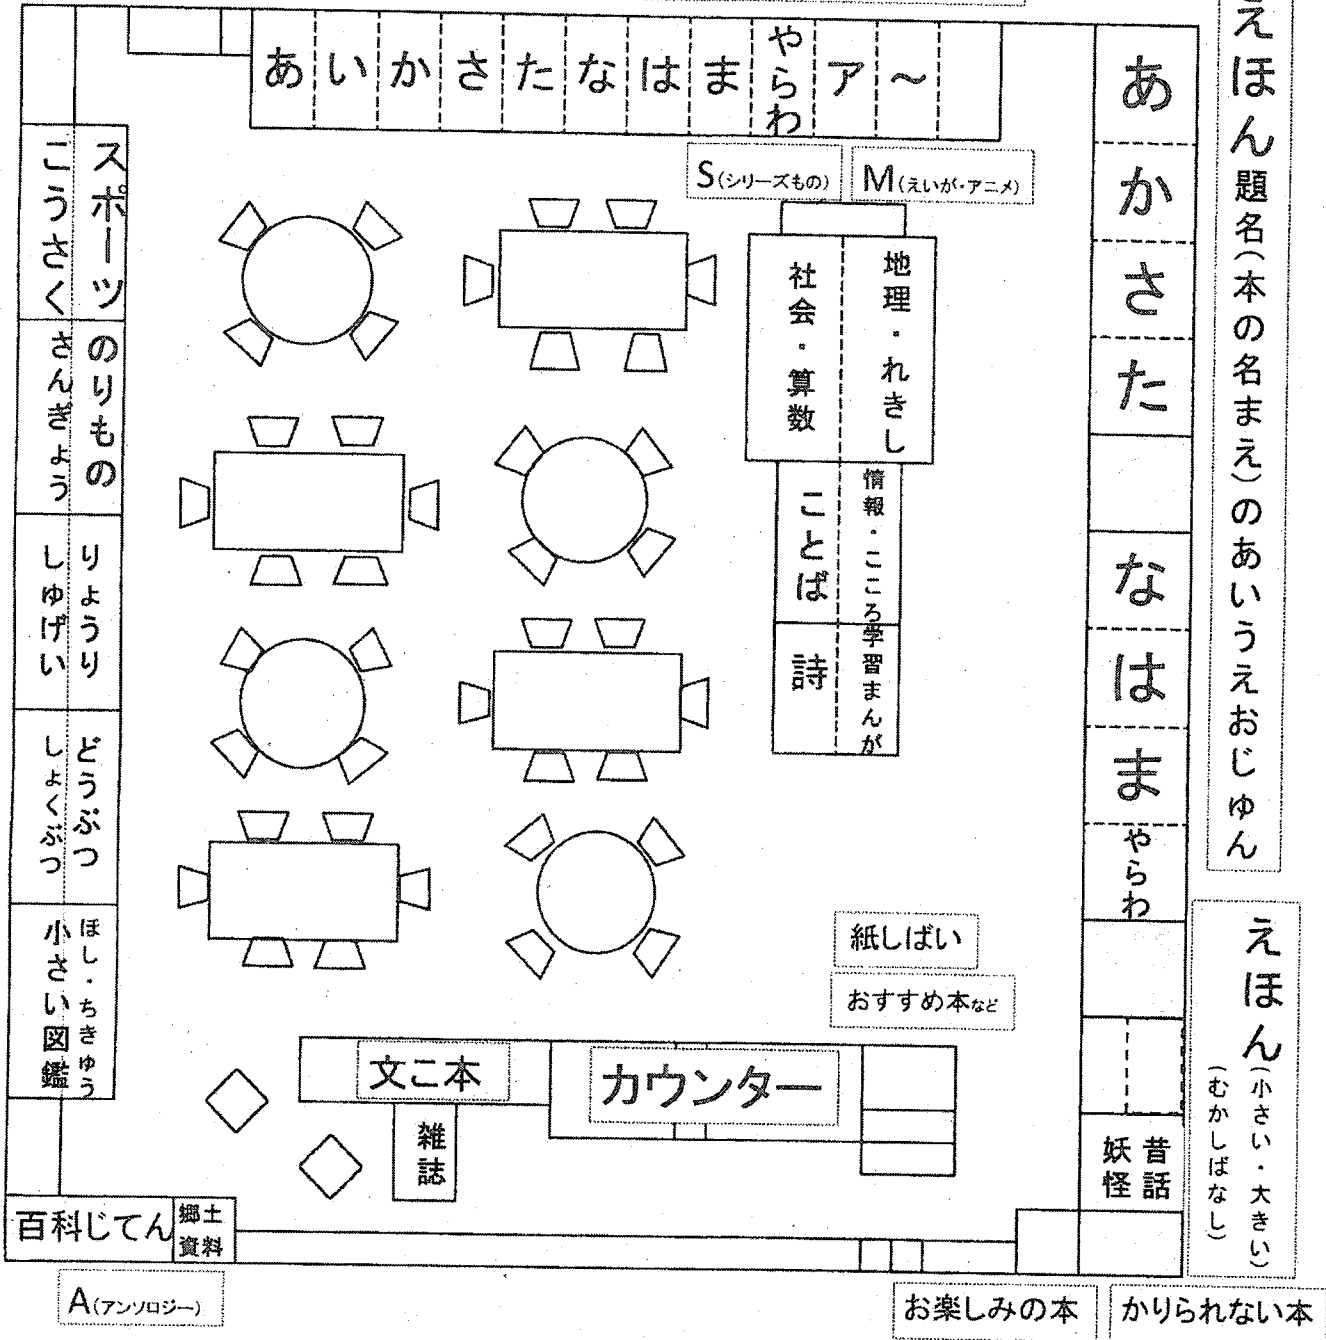 あ い か さ た な は ま やらわ ア ~
S(シリーズもの)
M(えいが・アニメ)
えほん題名(本の名まえ)のあいうえおじゅん
あ
か
さ
た
な
は
ま
やらわ
えほん(小さい・大きい)
(むかしばなし)
昔話
妖怪
スポーツ
こうさく
のりもの
さんぎょう
りょうり
しゅげい
どうぶつ
しょくぶつ
ほし・ちきゅう
小さい図鑑
地理・れきし
社会・算数
情報・こころ
ことば
学習まんが
詩
紙しばい
おすすめ本など
文こ本
カウンター
雑誌
百科じてん
郷土
資料
A(アンソロジー)
お楽しみの本
かりられない本